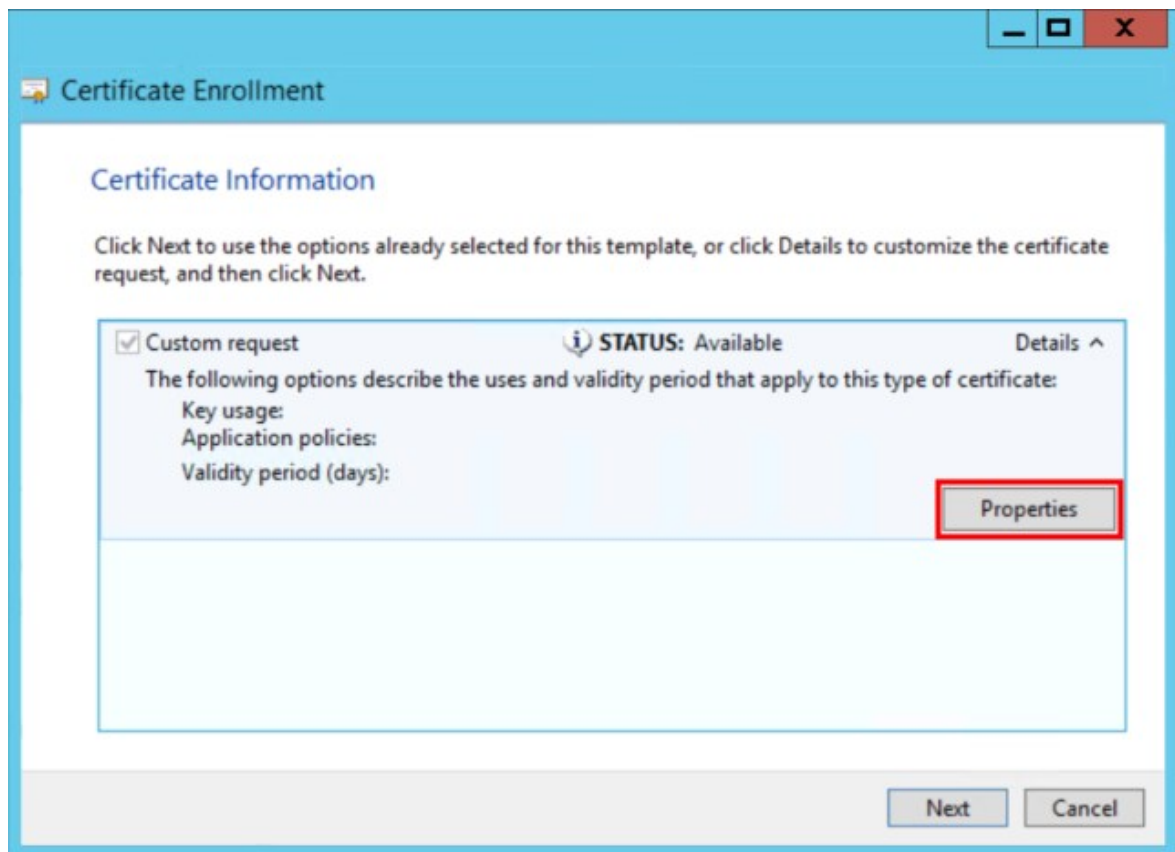 Certificate Enrollment
Certificate Information
Click Next to use the options already selected for this template, or click Details to customize the certificate
request, and then click Next.
Custom request STATUS: Available Details
The following options describe the uses and validity period that apply to this type of certificate:
Key usage:
Application policies:
Validity period (days):
Properties
Next Cancel